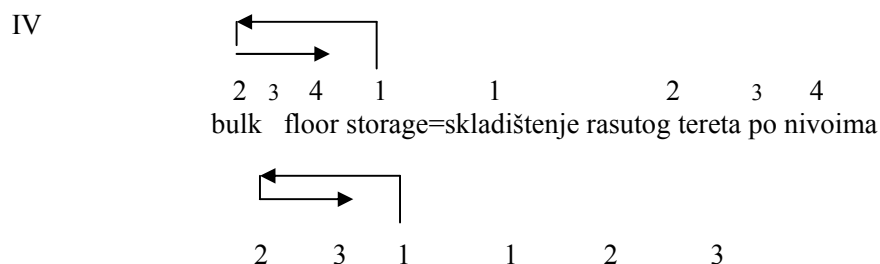 IV
2 3 4 1 1 2 3 4
bulk floor storage=skladištenje rasutog tereta po nivoima
2 3 1 1 2 3